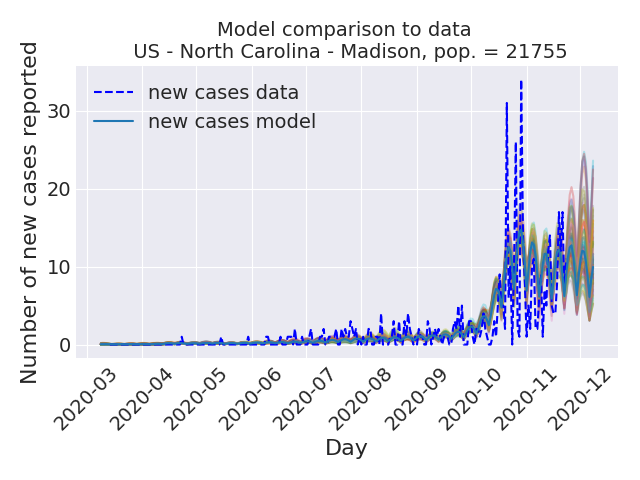 Model comparison to data
US - North Carolina - Madison, pop. = 21755
Number of new cases reported
new cases data
new cases model
30
20
10
0
2020-03
2020-04
2020-05
2020-06
2020-07
2020-08
2020-09
2020-10
2020-11
2020-12
Day